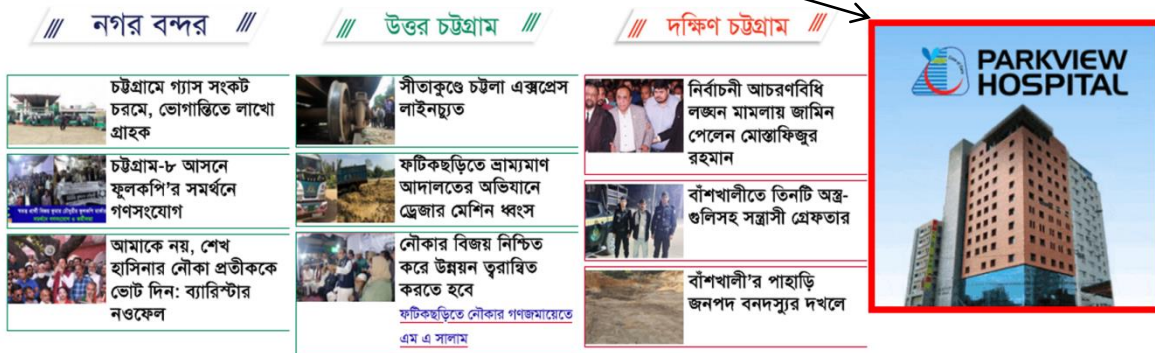 নগর বন্দর
চট্টগ্রামে গ্যাস সংকট
চরমে, ভোগান্তিতে লাখো
গ্রাহক
চট্টগ্রাম-৮ আসনে
ফুলকপি’র সমর্থনে
গণসংযোগ
আমাকে নয়, শেখ
হাসিনার নৌকা প্রতীককে
ভোট দিন: ব্যারিস্টার
নওফেল
উত্তর চট্টগ্রাম
সীতাকুণ্ডে চট্টলা এক্সপ্রেস
লাইনচ্যুত
ফটিকছড়িতে ভ্রাম্যমাণ
আদালতের অভিযানে
ড্রেজার মেশিন ধ্বংস
নৌকার বিজয় নিশ্চিত
করে উন্নয়ন ত্বরান্বিত
করতে হবে
ফটিকছড়িতে নৌকার গণজমায়েতে
এম এ সালাম
দক্ষিণ চট্টগ্রাম
নির্বাচনী আচরণবিধি
লঙ্ঘন মামলায় জামিন
পেলেন মোস্তাফিজুর
রহমান
বাঁশখালীতে তিনটি অস্ত্র-
গুলিসহ সন্ত্রাসী গ্রেফতার
বাঁশখালী’র পাহাড়ি
জনপদ বনদস্যুর দখলে
PARKVIEW
HOSPITAL